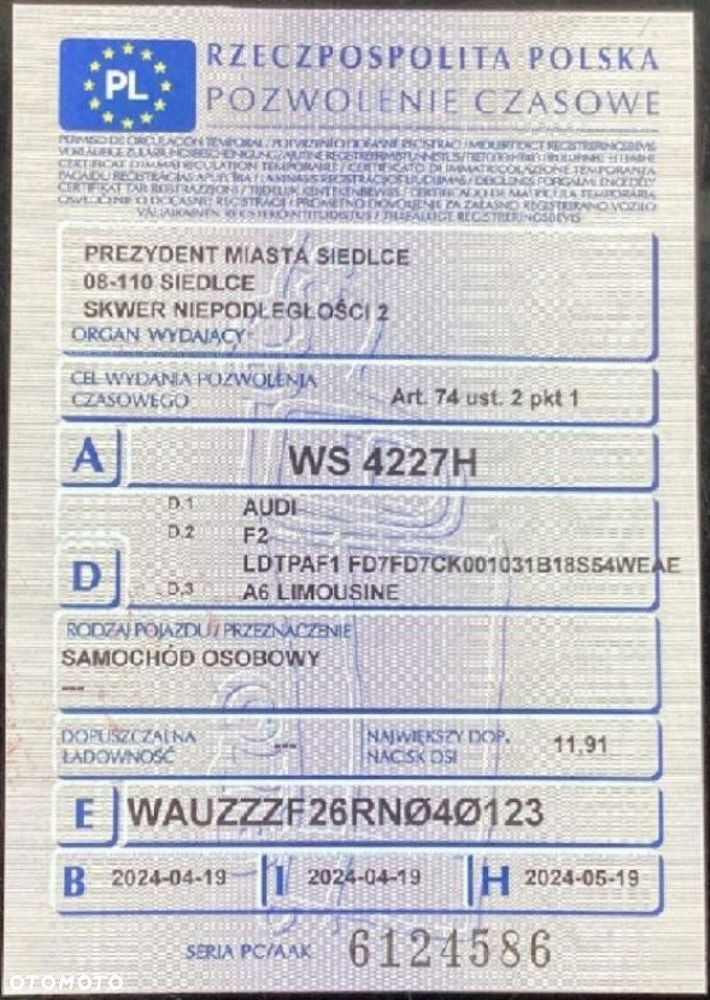 PL
RZECZPOSPOLITA POLSKA
POZWOLENIE CZASOWE
PREZYDENT MIASTA SIEDLCE
08-110 SIEDLCE
SKWER NIEPODLEGŁOŚCI 2
ORGAN WYDAJĄCY
CEL WYDANIA POZWOLENIA
CZASOWEGO
Art. 74 ust. 2 pkt 1
A WS 4227H
D.1 AUDI
D.2 F2
LDTPAF1 FD7FD7CK001031B18S54WEAE
D D.3 A6 LIMOUSINE
RODZAJ POJAZDU / PRZEZNACZENIE
SAMOCHÓD OSOBOWY
---
DOPUSZCZALNA
ŁADOWNOŚĆ
---
NAJWIĘKSZY DOP.
NACISK OSI
11,91
E WAUZZZF26RNØ4Ø123
B 2024-04-19 I 2024-04-19 H 2024-05-19
SERIA PC/AAK 6124586
OTOMOTO